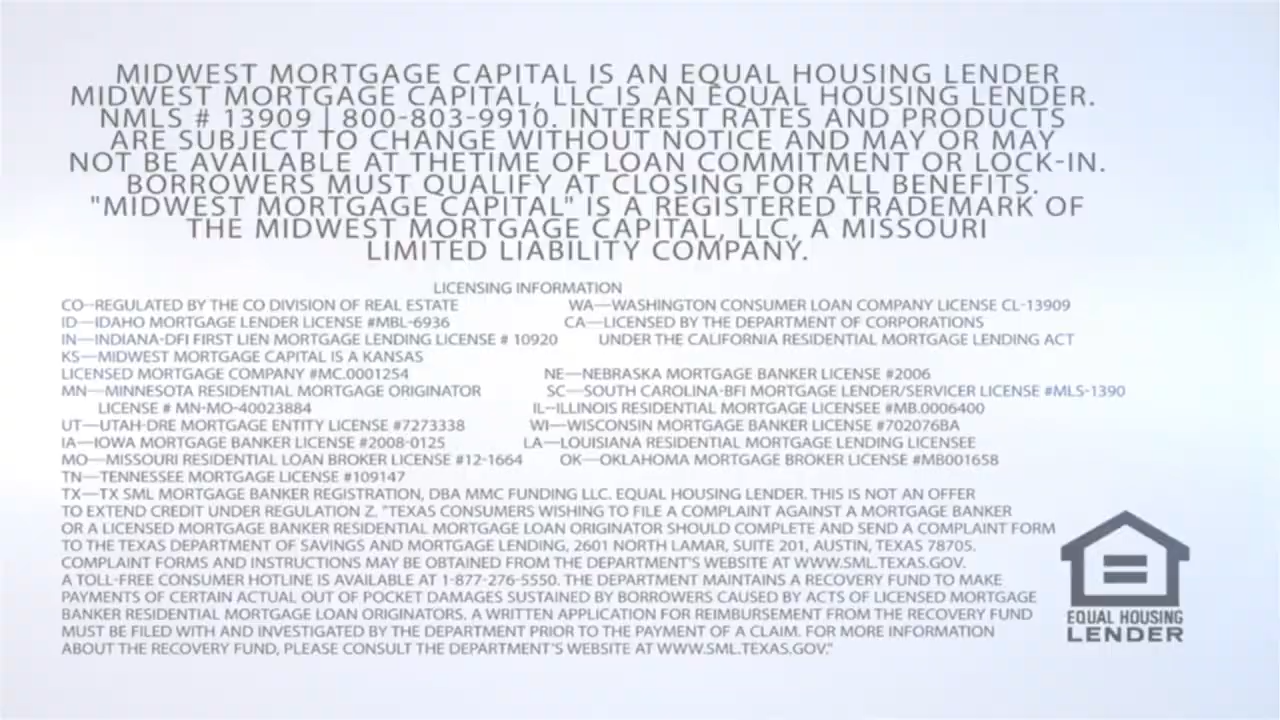 MIDWEST MORTGAGE CAPITAL IS AN EQUAL HOUSING LENDER
MIDWEST MORTGAGE CAPITAL, LLC IS AN EQUAL HOUSING LENDER.
NMLS # 13909 | 800-803-9910. INTEREST RATES AND PRODUCTS
ARE SUBJECT TO CHANGE WITHOUT NOTICE AND MAY OR MAY
NOT BE AVAILABLE AT THETIME OF LOAN COMMITMENT OR LOCK-IN.
BORROWERS MUST QUALIFY AT CLOSING FOR ALL BENEFITS.
"MIDWEST MORTGAGE CAPITAL" IS A REGISTERED TRADEMARK OF
THE MIDWEST MORTGAGE CAPITAL, LLC, A MISSOURI
LIMITED LIABILITY COMPANY.
LICENSING INFORMATION
CO--REGULATED BY THE CO DIVISION OF REAL ESTATE WA—WASHINGTON CONSUMER LOAN COMPANY LICENSE CL-13909
ID—IDAHO MORTGAGE LENDER LICENSE #MBL-6936 CA—LICENSED BY THE DEPARTMENT OF CORPORATIONS
IN—INDIANA-DFI FIRST LIEN MORTGAGE LENDING LICENSE # 10920 UNDER THE CALIFORNIA RESIDENTIAL MORTGAGE LENDING ACT
KS—MIDWEST MORTGAGE CAPITAL IS A KANSAS
LICENSED MORTGAGE COMPANY #MC.0001254 NE—NEBRASKA MORTGAGE BANKER LICENSE #2006
MN—MINNESOTA RESIDENTIAL MORTGAGE ORIGINATOR SC—SOUTH CAROLINA-BFI MORTGAGE LENDER/SERVICER LICENSE #MLS-1390
LICENSE # MN-MO-40023884 IL--ILLINOIS RESIDENTIAL MORTGAGE LICENSEE #MB.0006400
UT—UTAH-DRE MORTGAGE ENTITY LICENSE #7273338 WI—WISCONSIN MORTGAGE BANKER LICENSE #702076BA
IA—IOWA MORTGAGE BANKER LICENSE #2008-0125 LA—LOUISIANA RESIDENTIAL MORTGAGE LENDING LICENSEE
MO—MISSOURI RESIDENTIAL LOAN BROKER LICENSE #12-1664 OK—OKLAHOMA MORTGAGE BROKER LICENSE #MB001658
TN—TENNESSEE MORTGAGE LICENSE #109147
TX—TX SML MORTGAGE BANKER REGISTRATION, DBA MMC FUNDING LLC. EQUAL HOUSING LENDER. THIS IS NOT AN OFFER
TO EXTEND CREDIT UNDER REGULATION Z. "TEXAS CONSUMERS WISHING TO FILE A COMPLAINT AGAINST A MORTGAGE BANKER
OR A LICENSED MORTGAGE BANKER RESIDENTIAL MORTGAGE LOAN ORIGINATOR SHOULD COMPLETE AND SEND A COMPLAINT FORM
TO THE TEXAS DEPARTMENT OF SAVINGS AND MORTGAGE LENDING, 2601 NORTH LAMAR, SUITE 201, AUSTIN, TEXAS 78705.
COMPLAINT FORMS AND INSTRUCTIONS MAY BE OBTAINED FROM THE DEPARTMENT'S WEBSITE AT WWW.SML.TEXAS.GOV.
A TOLL-FREE CONSUMER HOTLINE IS AVAILABLE AT 1-877-276-5550. THE DEPARTMENT MAINTAINS A RECOVERY FUND TO MAKE
PAYMENTS OF CERTAIN ACTUAL OUT OF POCKET DAMAGES SUSTAINED BY BORROWERS CAUSED BY ACTS OF LICENSED MORTGAGE
BANKER RESIDENTIAL MORTGAGE LOAN ORIGINATORS. A WRITTEN APPLICATION FOR REIMBURSEMENT FROM THE RECOVERY FUND
MUST BE FILED WITH AND INVESTIGATED BY THE DEPARTMENT PRIOR TO THE PAYMENT OF A CLAIM. FOR MORE INFORMATION
ABOUT THE RECOVERY FUND, PLEASE CONSULT THE DEPARTMENT'S WEBSITE AT WWW.SML.TEXAS.GOV."
EQUAL HOUSING
LENDER